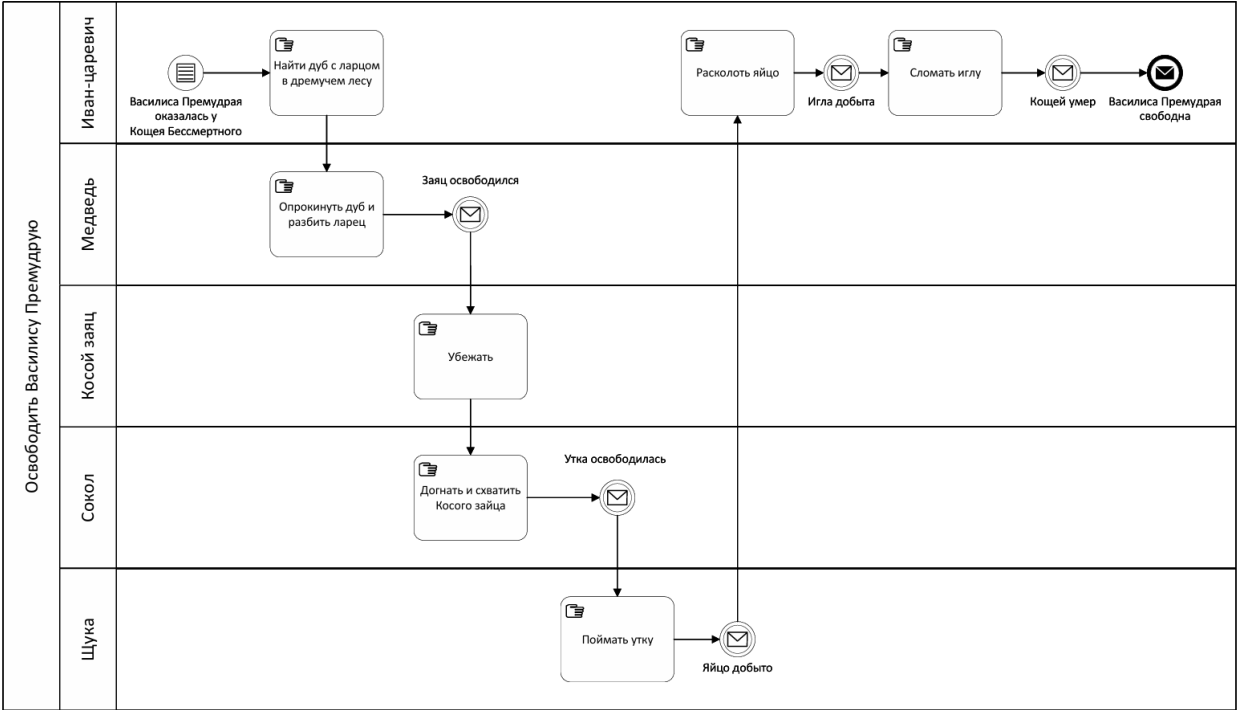 Освободить Василису Премудрую
Иван-царевич
Василиса Премудрая
оказалась у
Кощея Бессмертного
Найти дуб с ларцом
в дремучем лесу
Расколоть яйцо
Игла добыта
Сломать иглу
Кощей умер
Василиса Премудрая
свободна
Медведь
Опрокинуть дуб и
разбить ларец
Заяц освободился
Косой заяц
Убежать
Сокол
Догнать и схватить
Косого зайца
Утка освободилась
Щука
Поймать утку
Яйцо добыто